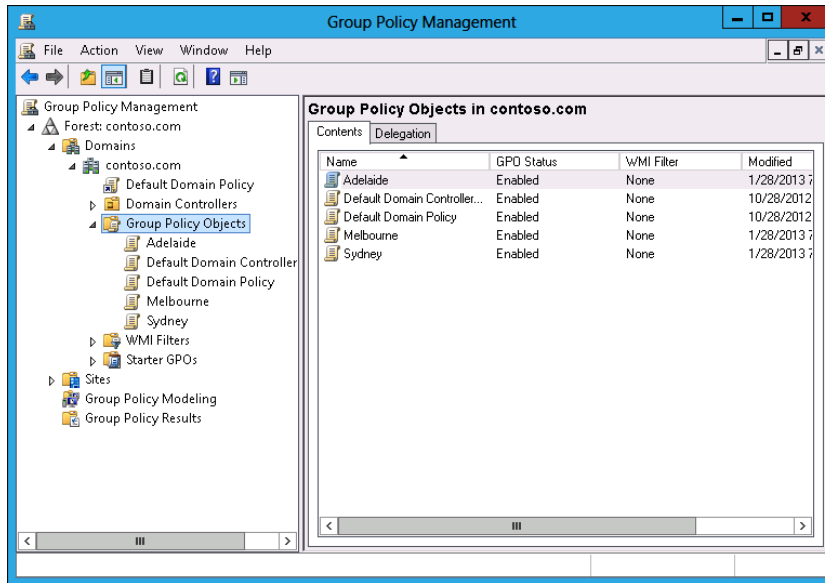 Group Policy Management
File Action View Window Help
Group Policy Management
Forest: contoso.com
Domains
contoso.com
Default Domain Policy
Domain Controllers
Group Policy Objects
Adelaide
Default Domain Controller
Default Domain Policy
Melbourne
Sydney
WMI Filters
Starter GPOs
Sites
Group Policy Modeling
Group Policy Results
Group Policy Objects in contoso.com
Contents Delegation
Name GPO Status WMI Filter Modified
Adelaide Enabled None 1/28/2013 7
Default Domain Controller... Enabled None 10/28/2012
Default Domain Policy Enabled None 10/28/2012
Melbourne Enabled None 1/28/2013 7
Sydney Enabled None 1/28/2013 7